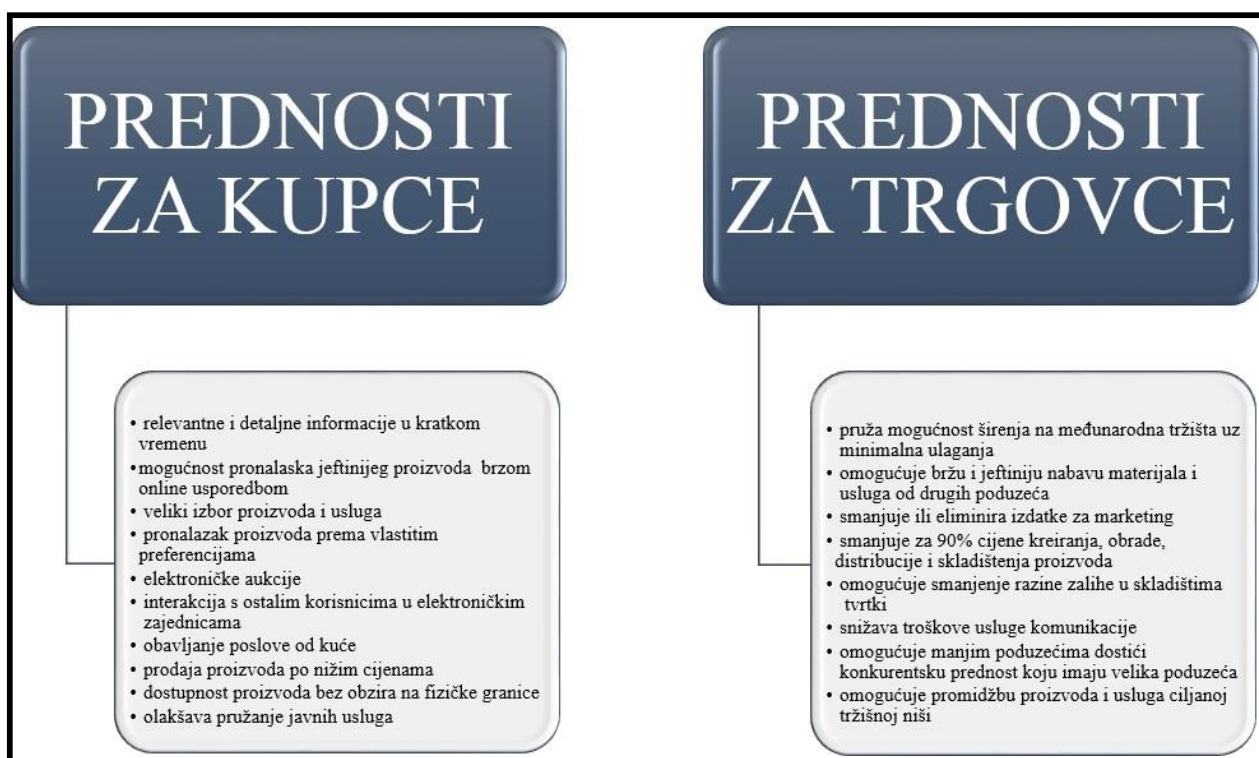 PREDNOSTI
ZA KUPCE
• relevantne i detaljne informacije u kratkom
vremenu
•mogućnost pronalaska jeftinijeg proizvoda brzom
online usporedbom
• veliki izbor proizvoda i usluga
• pronalazak proizvoda prema vlastitim
preferencijama
• elektroničke aukcije
• interakcija s ostalim korisnicima u elektroničkim
zajednicama
• obavljanje poslove od kuće
• prodaja proizvoda po nižim cijenama
• dostupnost proizvoda bez obzira na fizičke granice
• olakšava pružanje javnih usluga
PREDNOSTI
ZA TRGOVCE
• pruža mogućnost širenja na međunarodna tržišta uz
minimalna ulaganja
• omogućuje bržu i jeftiniju nabavu materijala i
usluga od drugih poduzeća
• smanjuje ili eliminira izdatke za marketing
• smanjuje za 90% cijene kreiranja, obrade,
distribucije i skladištenja proizvoda
• omogućuje smanjenje razine zalihe u skladištima
tvrtki
• snižava troškove usluge komunikacije
• omogućuje manjim poduzećima dostići
konkurentsku prednost koju imaju velika poduzeća
• omogućuje promidžbu proizvoda i usluga ciljanoj
tržišnoj niši